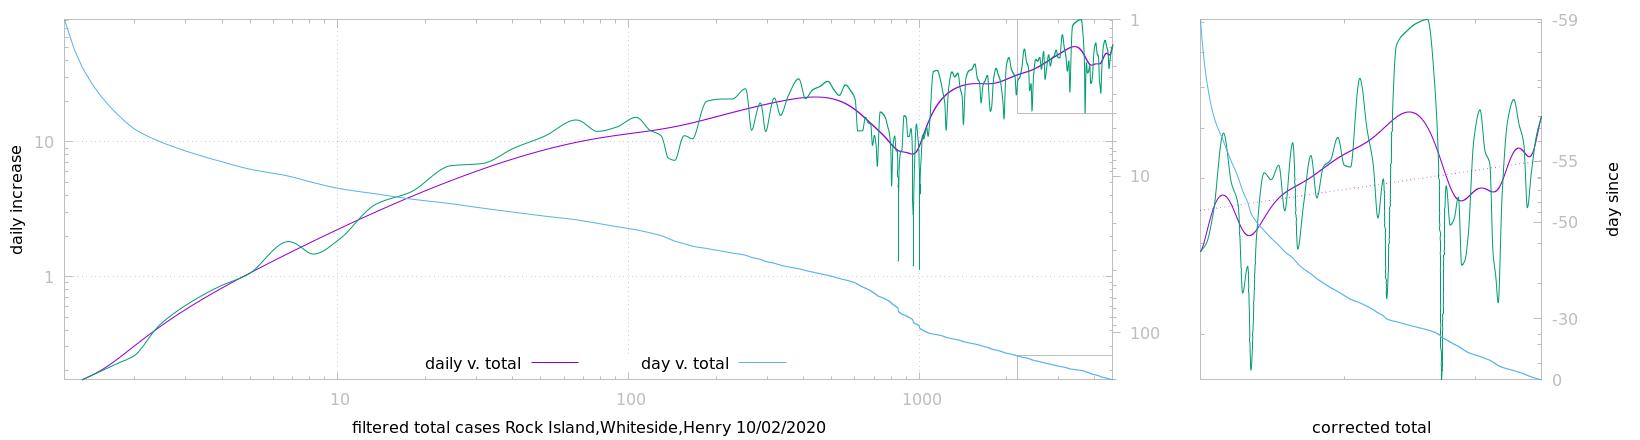 1
-59
10
10
-55
-50
1
-30
100
daily v. total
day v. total
0
daily increase
day since
10
100
1000
filtered total cases Rock Island,Whiteside,Henry 10/02/2020
corrected total